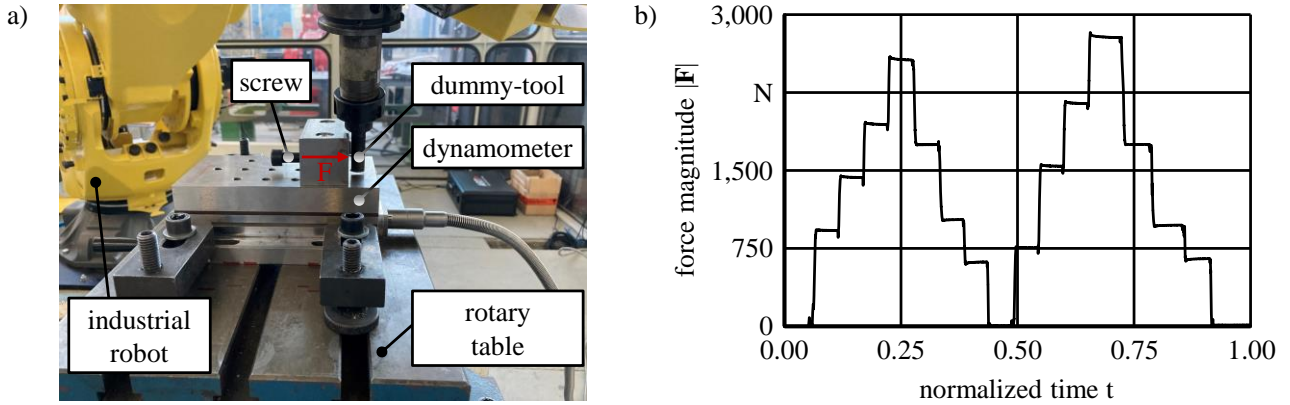 a)
screw
dummy-tool
dynamometer
F
industrial
robot
rotary
table
b)
force magnitude |F|
3,000
N
1,500
750
0
0.00 0.25 0.50 0.75 1.00
normalized time t